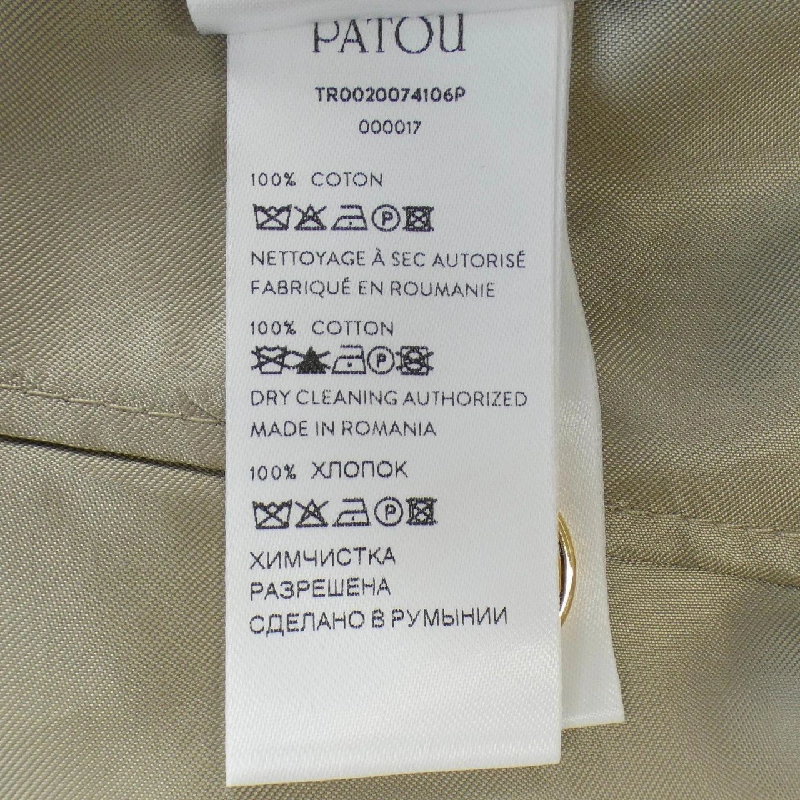 PATOU
TR0020074106P
000017
100% COTON
NETTOYAGE À SEC AUTORISÉ
FABRIQUÉ EN ROUMANIE
100% COTTON
DRY CLEANING AUTHORIZED
MADE IN ROMANIA
100% ХЛОПОК
ХИМЧИСТКА
РАЗРЕШЕНА
СДЕЛАНО В РУМЫНИИ